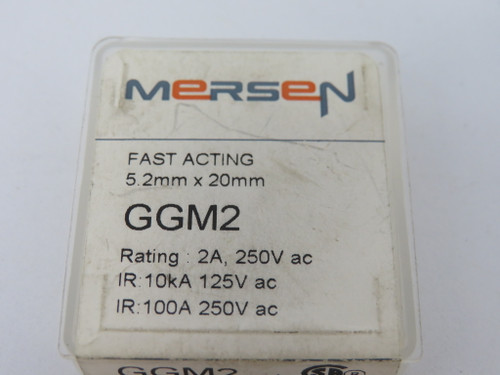 MERSEN
FAST ACTING
5.2mm x 20mm
GGM2
Rating : 2A, 250V ac
IR:10kA 125V ac
IR:100A 250V ac
GGM2